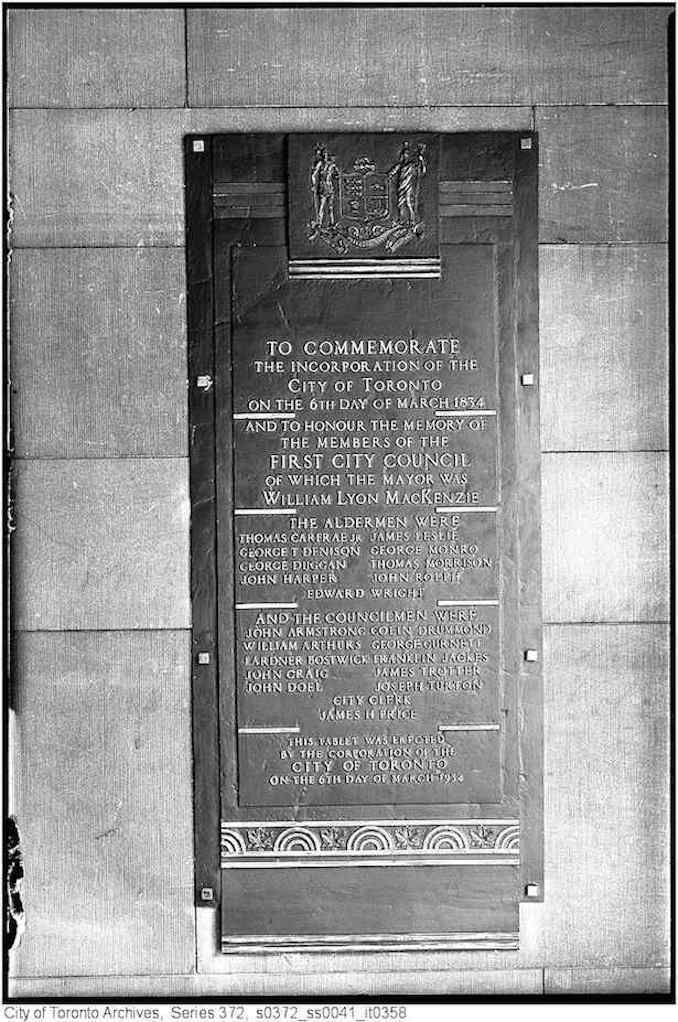 TO COMMEMORATE
THE INCORPORATION OF THE
CITY OF TORONTO
ON THE 6TH DAY OF MARCH 1834
AND TO HONOUR THE MEMORY OF
THE MEMBERS OF THE
FIRST CITY COUNCIL
OF WHICH THE MAYOR WAS
WILLIAM LYON MACKENZIE
THE ALDERMEN WERE
THOMAS CARFRAE JR JAMES LESLIE
GEORGE T DENISON GEORGE MONRO
GEORGE DUGGAN THOMAS MORRISON
JOHN HARPER JOHN ROLPH
EDWARD WRIGHT
AND THE COUNCILMEN WERE
JOHN ARMSTRONG COLIN DRUMMOND
WILLIAM ARTHURS GEORGE GURNETT
LARDNER BOSTWICK FRANKLIN JACKES
JOHN CRAIG JAMES TROTTER
JOHN DOEL JOSEPH TURTON
CITY CLERK
JAMES H PRICE
THIS TABLET WAS ERECTED
BY THE CORPORATION OF THE
CITY OF TORONTO
ON THE 6TH DAY OF MARCH 1934
City of Toronto Archives, Series 372, s0372_ss0041_it0358